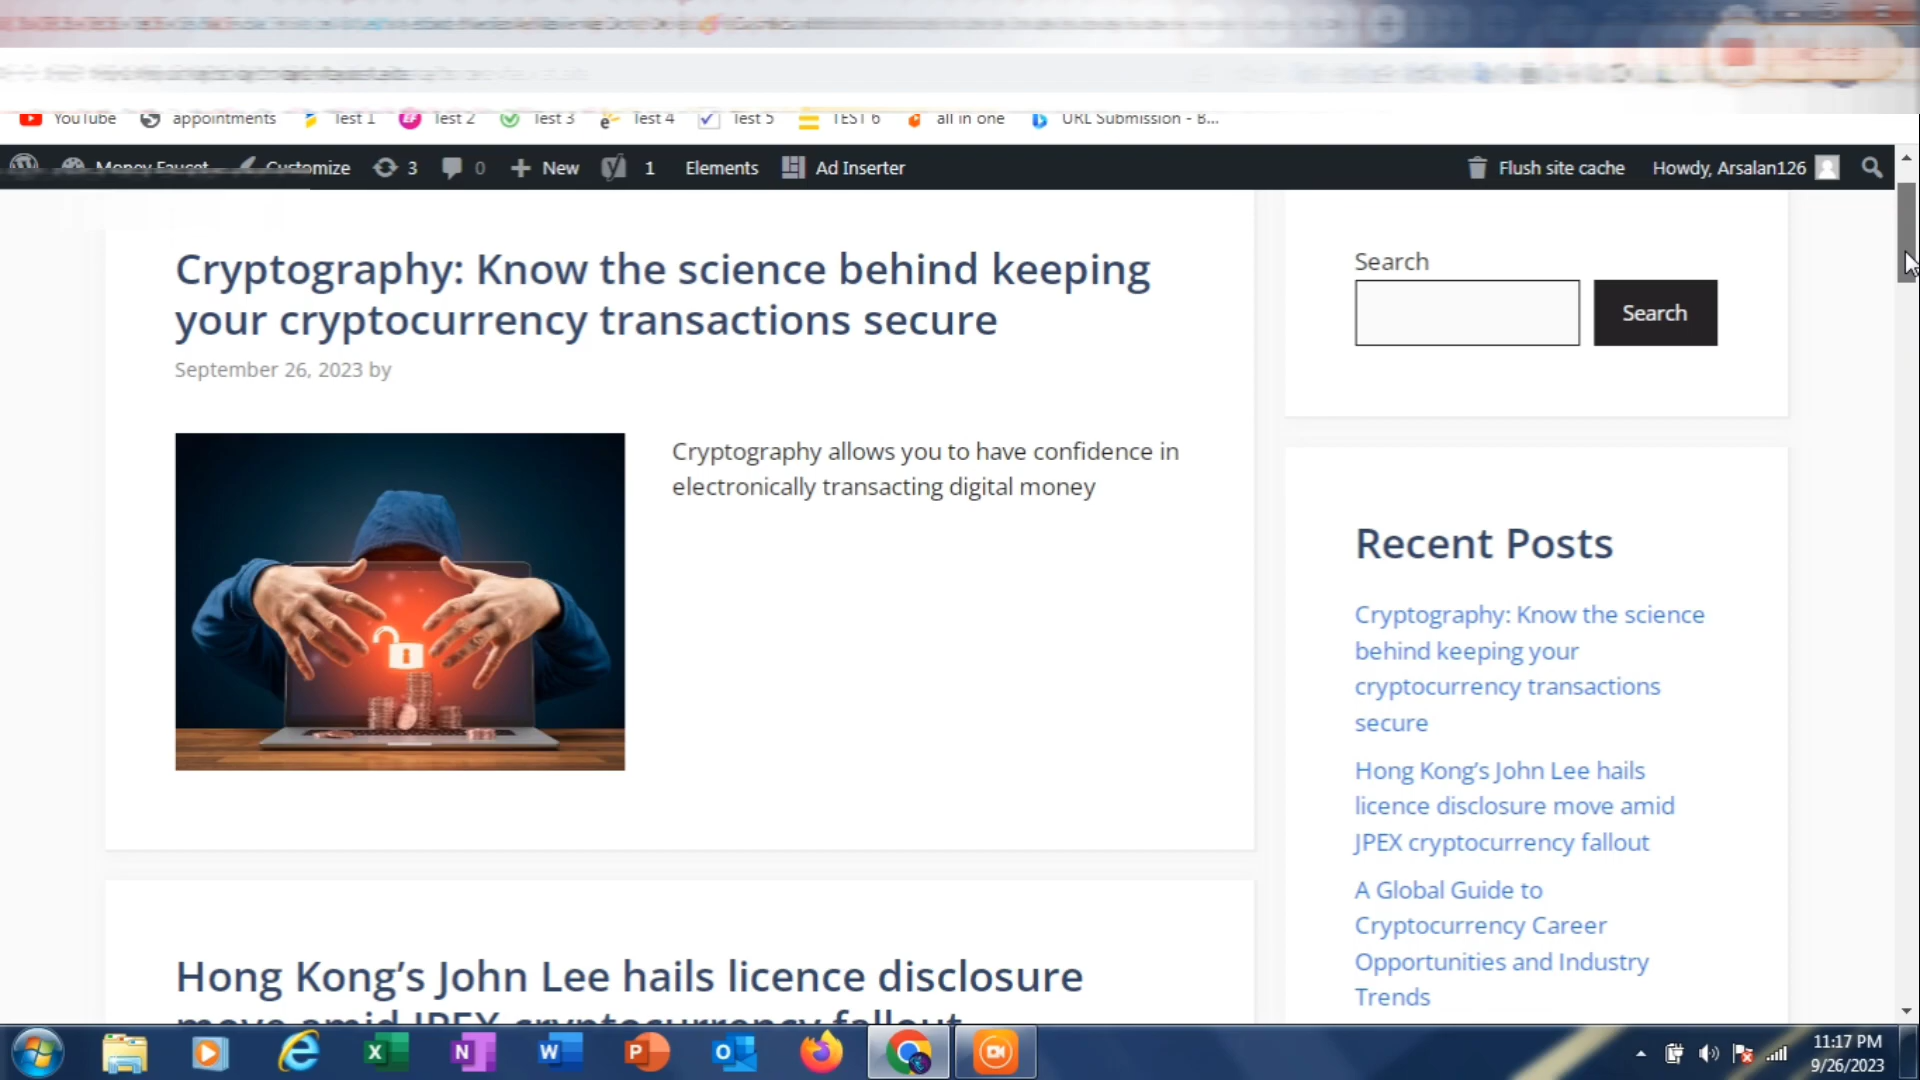 YouTube appointments Test 1 Test 2 Test 3 Test 4 Test 5 TEST 6 all in one URL Submission - B...
Money Faucet Customize 3 0 New 1 Elements Ad Inserter Flush site cache Howdy, Arsalan126
Cryptography: Know the science behind keeping
your cryptocurrency transactions secure
September 26, 2023 by
Cryptography allows you to have confidence in
electronically transacting digital money
Hong Kong’s John Lee hails licence disclosure
move amid JPEX cryptocurrency fallout
Search
Search
Recent Posts
Cryptography: Know the science
behind keeping your
cryptocurrency transactions
secure
Hong Kong’s John Lee hails
licence disclosure move amid
JPEX cryptocurrency fallout
A Global Guide to
Cryptocurrency Career
Opportunities and Industry
Trends
11:17 PM
9/26/2023